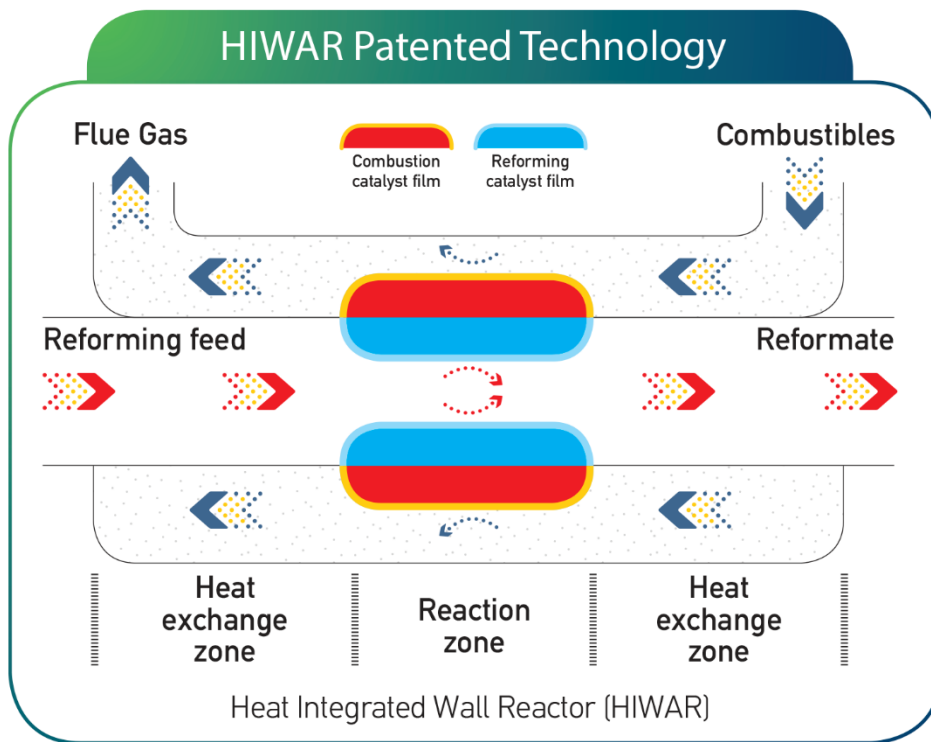 HIWAR Patented Technology
Flue Gas
Combustion
catalyst film
Reforming
catalyst film
Combustibles
Reforming feed
Reformate
Heat
exchange
zone
Reaction
zone
Heat
exchange
zone
Heat Integrated Wall Reactor (HIWAR)